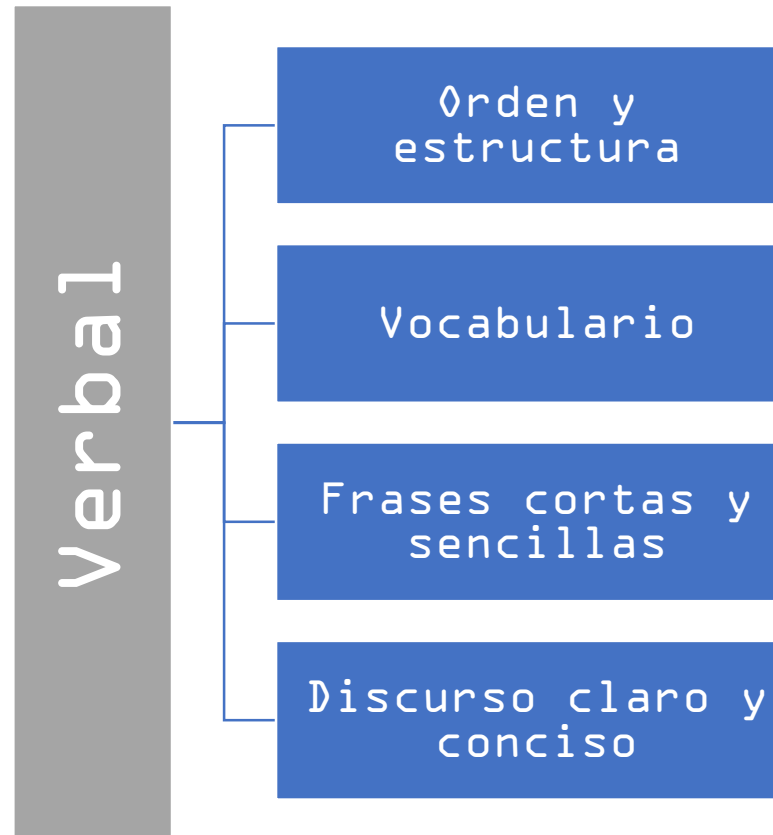 Verbal
Orden y
estructura
Vocabulario
Frases cortas y
sencillas
Discurso claro y
conciso